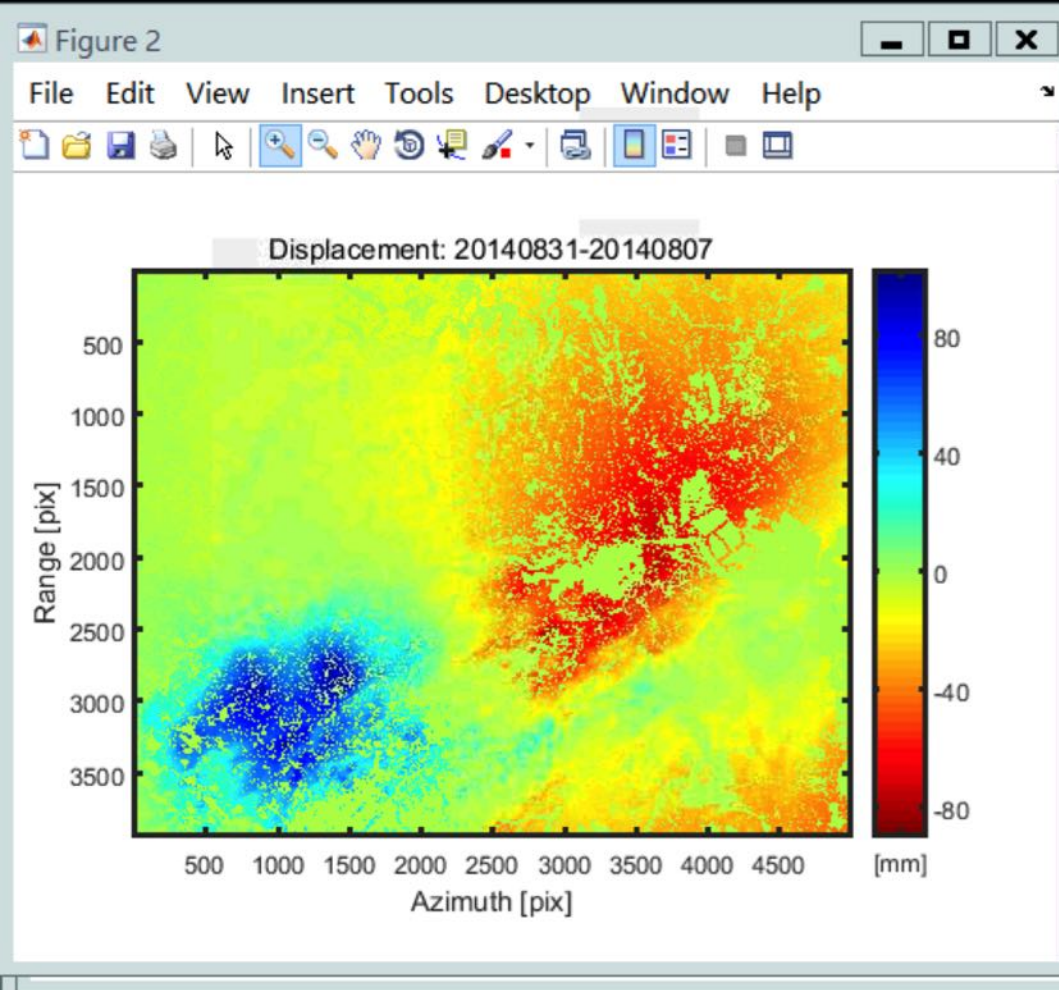 Figure 2
File Edit View Insert Tools Desktop Window Help
Displacement: 20140831-20140807
500
1000
1500
2000
2500
3000
3500
Range [pix]
500 1000 1500 2000 2500 3000 3500 4000 4500
Azimuth [pix]
80
40
0
-40
-80
[mm]